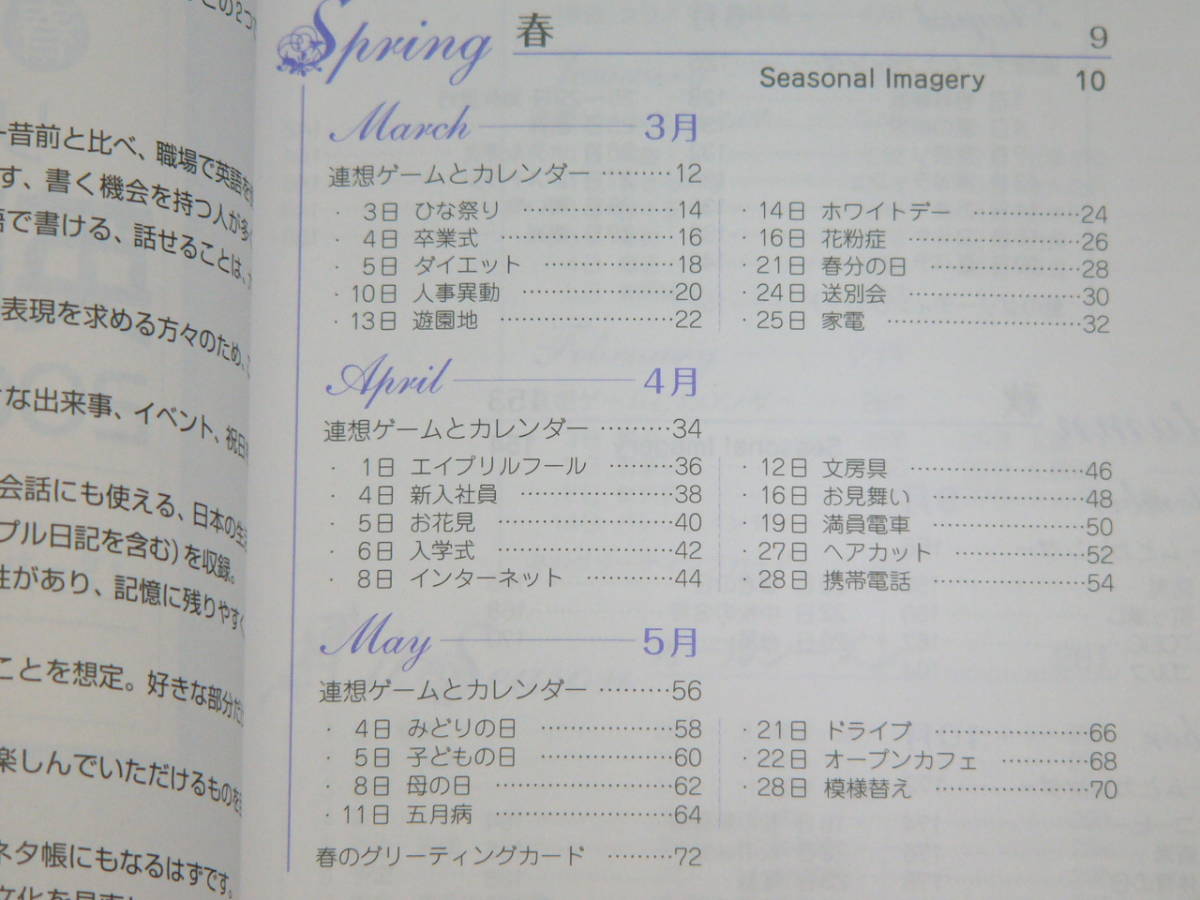 この2つ
一昔前と比べ、職場で英語を
す、書く機会を持つ人が多く
語で書ける、話せることは、
表現を求める方々のため、
な出来事、イベント、祝日
会話にも使える、日本の生活
プル日記を含む）を収録。
性があり、記憶に残りやすく
ことを想定。好きな部分だけ
楽しんでいただけるものを
ネタ帳にもなるはずです。
Spring 春 9
Seasonal Imagery 10
March 3月
連想ゲームとカレンダー ………12
・3日 ひな祭り ………14
・4日 卒業式 ………16
・5日 ダイエット ………18
・10日 人事異動 ………20
・13日 遊園地 ………22
・14日 ホワイトデー ………24
・16日 花粉症 ………26
・21日 春分の日 ………28
・24日 送別会 ………30
・25日 家電 ………32
April 4月
連想ゲームとカレンダー ………34
・1日 エイプリルフール ………36
・4日 新入社員 ………38
・5日 お花見 ………40
・6日 入学式 ………42
・8日 インターネット ………44
・12日 文房具 ………46
・16日 お見舞い ………48
・19日 満員電車 ………50
・27日 ヘアカット ………52
・28日 携帯電話 ………54
May 5月
連想ゲームとカレンダー ………56
・4日 みどりの日 ………58
・5日 子どもの日 ………60
・8日 母の日 ………62
・11日 五月病 ………64
・21日 ドライブ ………66
・22日 オープンカフェ ………68
・28日 模様替え ………70
春のグリーティングカード ………72